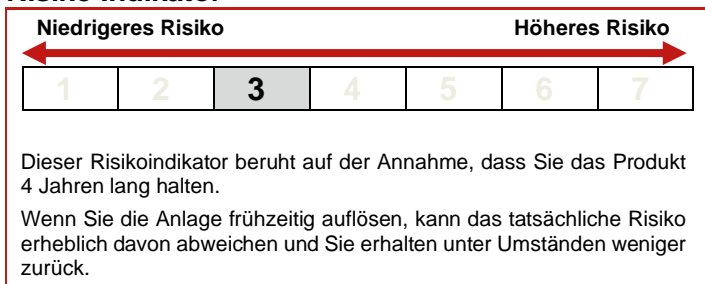 Niedrigeres Risiko Höheres Risiko
1 2 3 4 5 6 7
Dieser Risikoindikator beruht auf der Annahme, dass Sie das Produkt
4 Jahren lang halten.
Wenn Sie die Anlage frühzeitig auflösen, kann das tatsächliche Risiko
erheblich davon abweichen und Sie erhalten unter Umständen weniger
zurück.